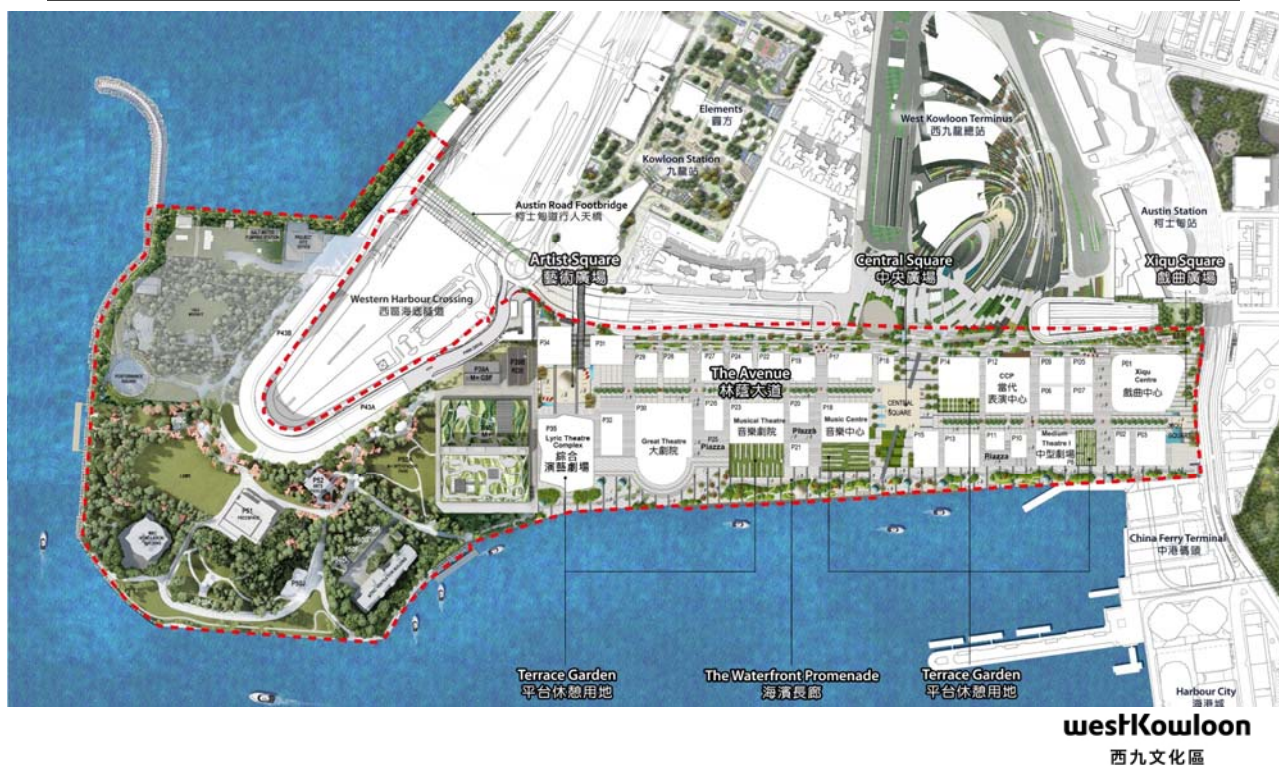 Elements
圓方
West Kowloon Terminus
西九龍總站
Kowloon Station
九龍站
Austin Road Footbridge
柯士甸道行人天橋
Austin Station
柯士甸站
Artist Square
藝術廣場
Central Square
中央廣場
Xiqu Square
戲曲廣場
Western Harbour Crossing
西區海底隧道
P43B
P43A
P34
P31
P27
P24
P22
P19
P17
P16
P14
P12
P09
P05
P01
P39A
M+ CSF
The Avenue
林蔭大道
CCP
當代
表演中心
P06
P07
Xiqu
Centre
戲曲中心
CENTRAL
SQUARE
P35
Lyric Theatre
Complex
綜合
演藝劇場
P32
P30
Great Theatre
大劇院
P25
Piazza
P23
Musical Theatre
音樂劇院
P20
Piazza
P21
P18
Music Centre
音樂中心
P15
P13
P11
P10
Piazza
Medium
Theatre I
中型劇場
P02
P03
PERFORMANCE
SQUARE
P52
P51
China Ferry Terminal
中港碼頭
Terrace Garden
平台休憩用地
The Waterfront Promenade
海濱長廊
Terrace Garden
平台休憩用地
Harbour City
海港城
westKowloon
西九文化區